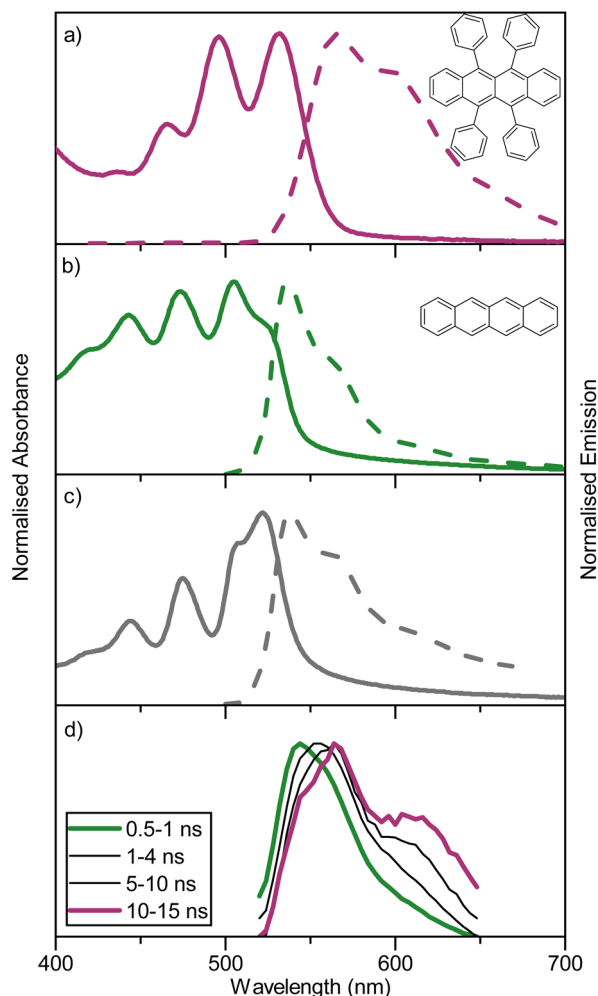 a)
b)
c)
d)
Normalised Absorbance
Normalised Emission
0.5-1 ns
1-4 ns
5-10 ns
10-15 ns
400 500 600 700
Wavelength (nm)